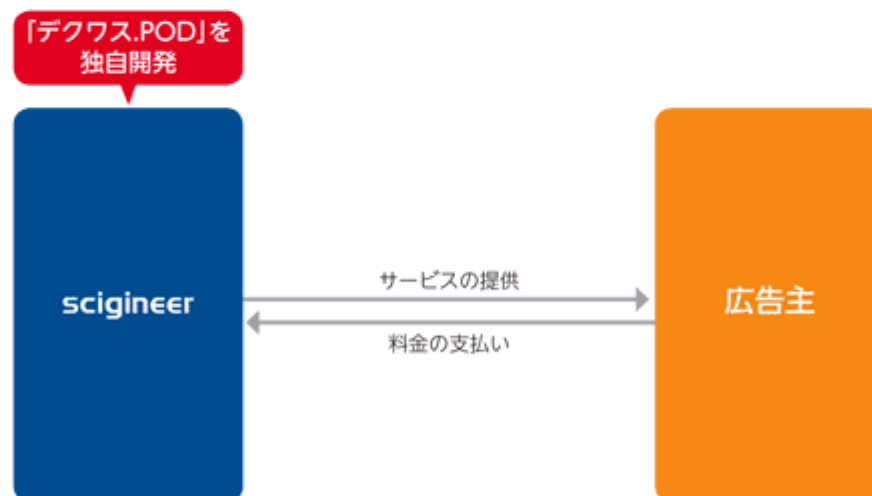 「デクワス.POD」を
独自開発
scigineer
サービスの提供
料金の支払い
広告主